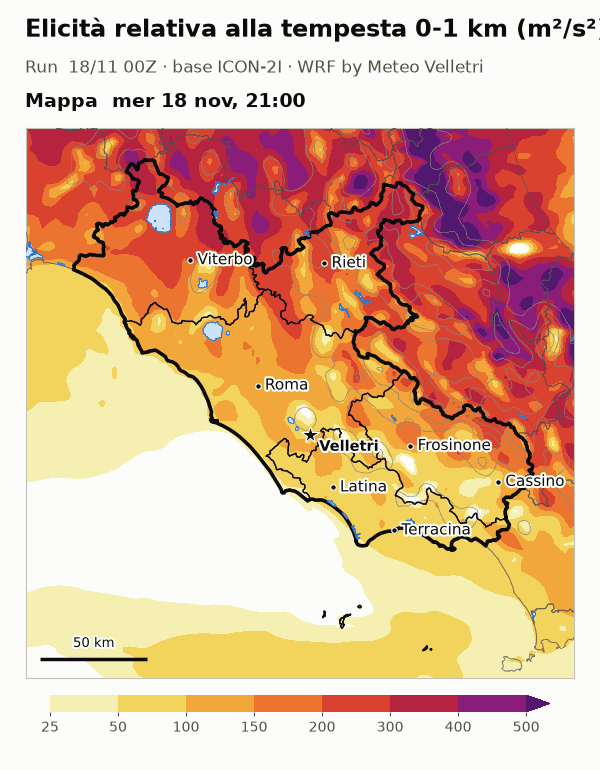 Elicità relativa alla tempesta 0-1 km (m²/s²)
Run 18/11 00Z · base ICON-2I · WRF by Meteo Velletri
Mappa mer 18 nov, 21:00
Viterbo
Rieti
Roma
Velletri
Frosinone
Latina
Cassino
Terracina
50 km
25 50 100 150 200 300 400 500